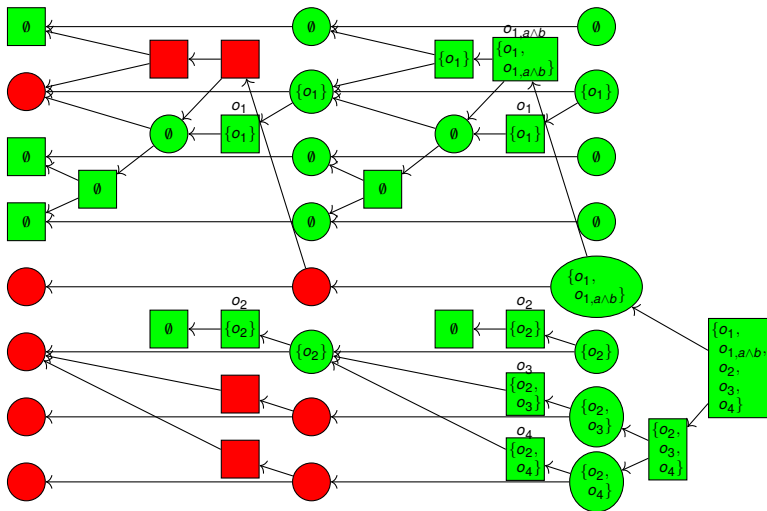 o1,a∧b
∅ ∅ ∅
{o1} {o1,
o1,a∧b}
{o1} {o1}
o1 o1
∅ {o1} ∅ {o1}
∅ ∅ ∅
∅ ∅
∅ ∅ ∅
{o1,
o1,a∧b}
o2 o2
∅ {o2} ∅ {o2}
{o2} {o2}
{o1,
o1,a∧b,
o2,
o3,
o4}
o3
{o2,
o3}
{o2,
o3}
o4
{o2,
o4}
{o2,
o3,
o4}
{o2,
o4}